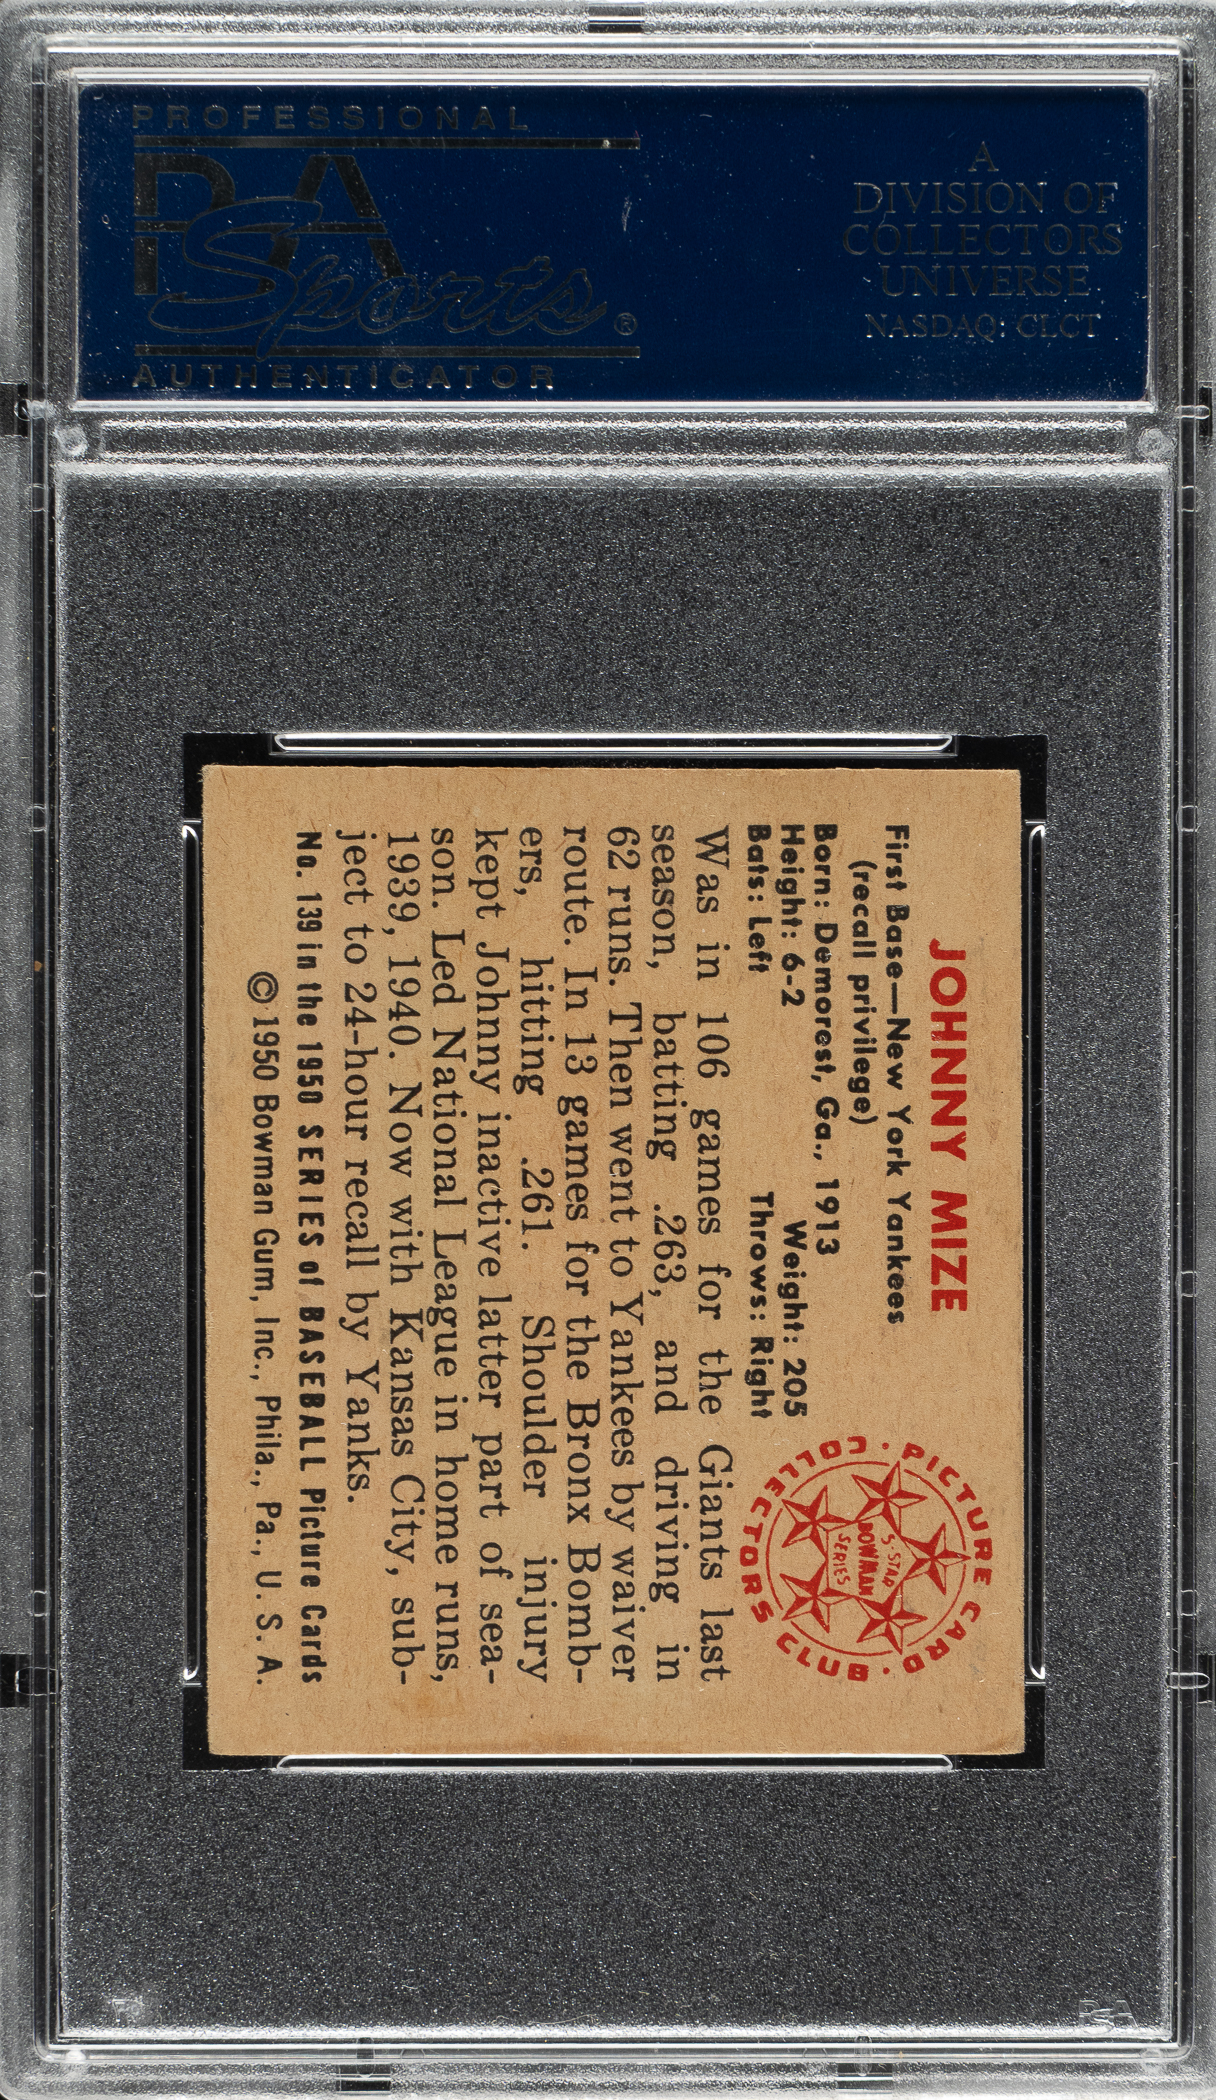 PROFESSIONAL
PSA
Sports®
AUTHENTICATOR
A
DIVISION OF
COLLECTORS
UNIVERSE
NASDAQ: CLCT
JOHNNY MIZE
First Base—New York Yankees
(recall privilege)
Born: Demorest, Ga., 1913
Height: 6-2 Weight: 205
Bats: Left Throws: Right
PICTURE CARD · COLLECTORS CLUB ·
5-STAR
BOWMAN
SERIES
Was in 106 games for the Giants last
season, batting .263, and driving in
62 runs. Then went to Yankees by waiver
route. In 13 games for the Bronx Bomb-
ers, hitting .261. Shoulder injury
kept Johnny inactive latter part of sea-
son. Led National League in home runs,
1939, 1940. Now with Kansas City, sub-
ject to 24-hour recall by Yanks.
No. 139 in the 1950 SERIES of BASEBALL Picture Cards
© 1950 Bowman Gum, Inc., Phila., Pa., U. S. A.
PSA